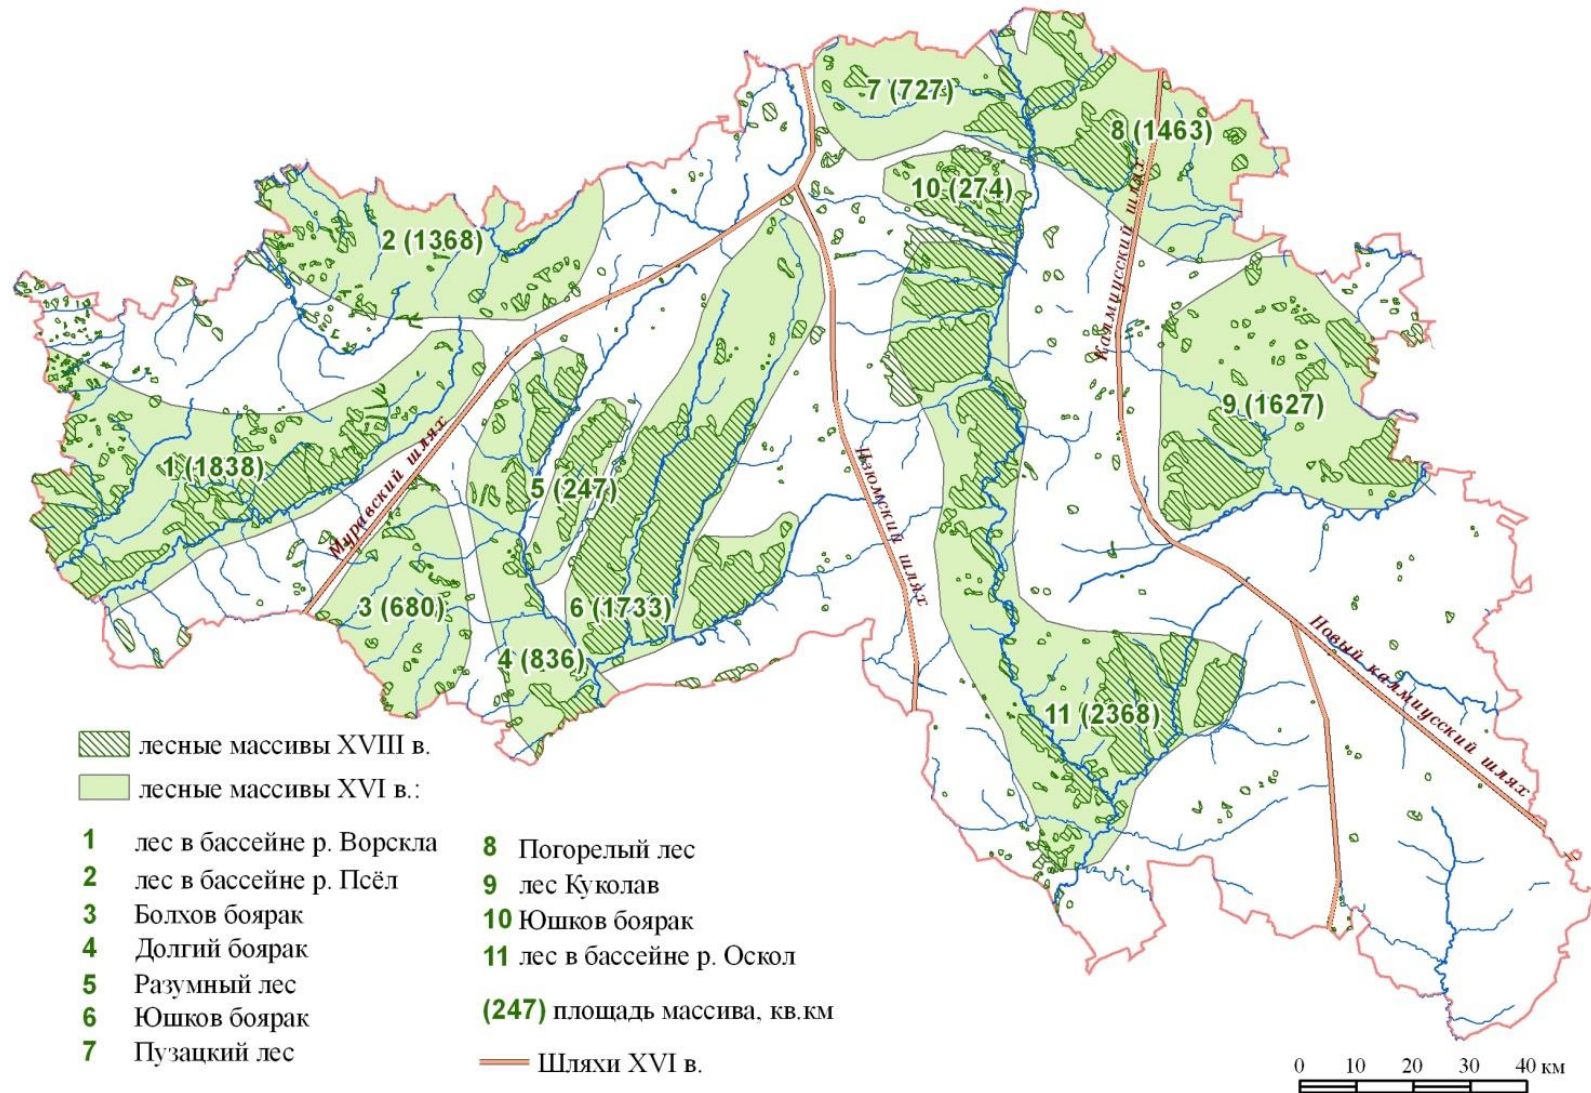 7 (727)
8 (1463)
10 (274)
2 (1368)
Калмиусский шлях
9 (1627)
1 (1838)
Муравский шлях
5 (247)
Изюмский шлях
3 (680)
6 (1733)
4 (836)
Новый калмиусский шлях
11 (2368)
лесные массивы XVIII в.
лесные массивы XVI в.:
1 лес в бассейне р. Ворскла
2 лес в бассейне р. Псёл
3 Болхов боярак
4 Долгий боярак
5 Разумный лес
6 Юшков боярак
7 Пузацкий лес
8 Погорелый лес
9 лес Куколав
10 Юшков боярак
11 лес в бассейне р. Оскол
(247) площадь массива, кв.км
Шляхи XVI в.
0 10 20 30 40 км